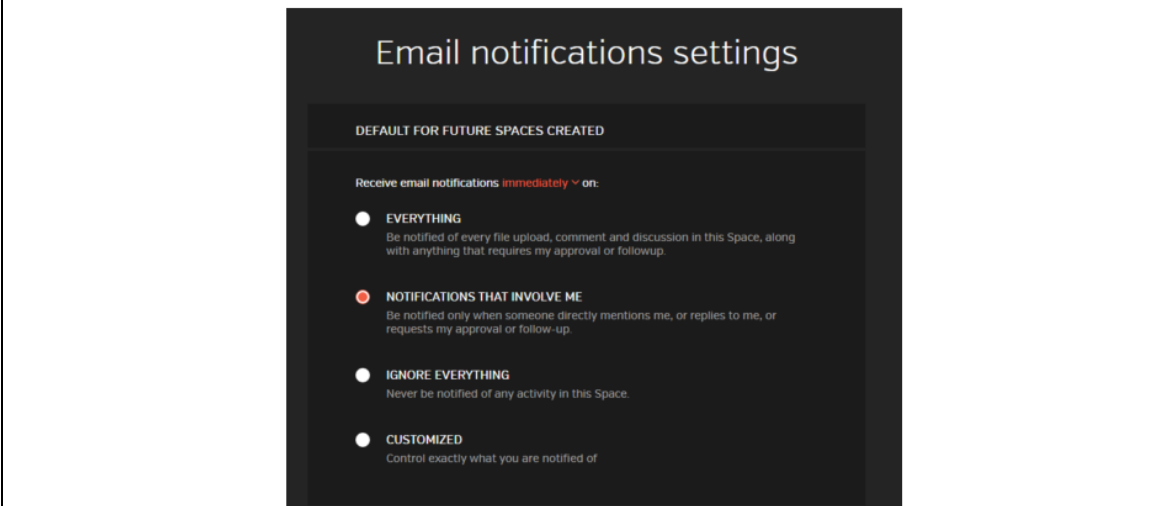 Email notifications settings
DEFAULT FOR FUTURE SPACES CREATED
Receive email notifications immediately on:
EVERYTHING
Be notified of every file upload, comment and discussion in this Space, along
with anything that requires my approval or followup.
NOTIFICATIONS THAT INVOLVE ME
Be notified only when someone directly mentions me, or replies to me, or
requests my approval or follow-up.
IGNORE EVERYTHING
Never be notified of any activity in this Space.
CUSTOMIZED
Control exactly what you are notified of